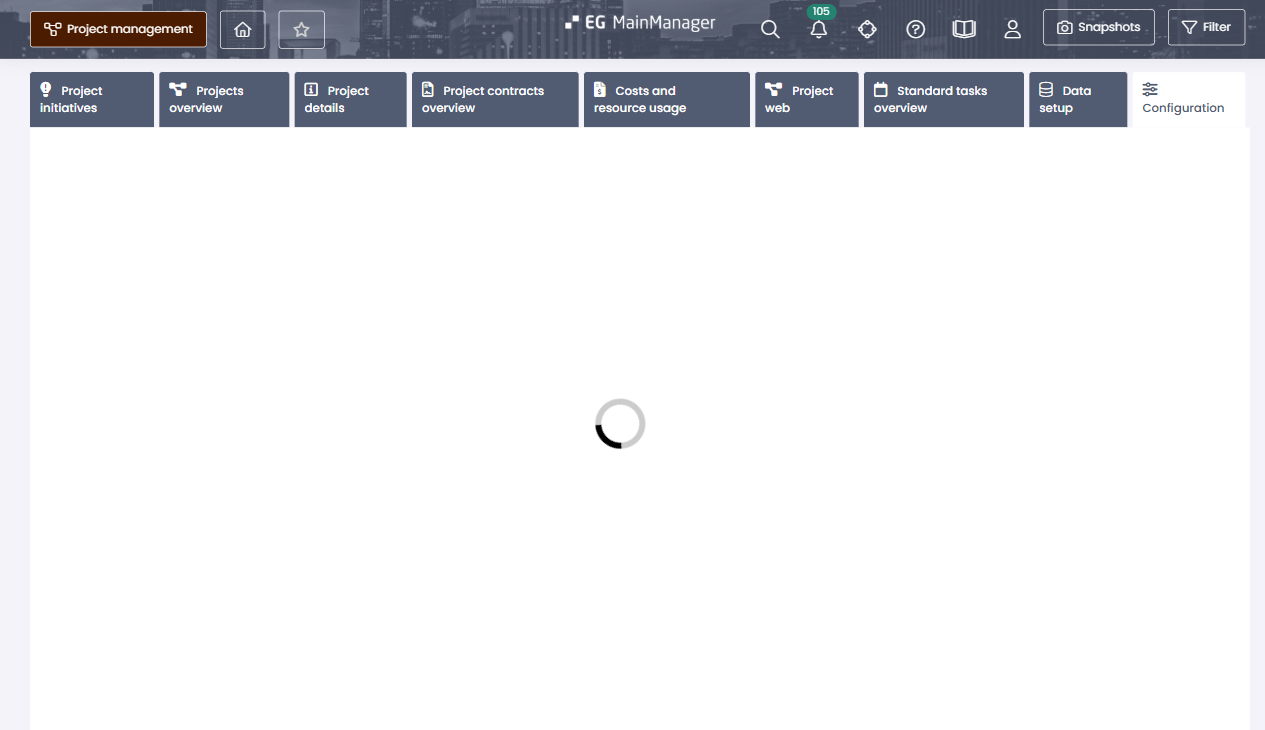 Project management
EG MainManager
105
Snapshots
Filter
Project
initiatives
Projects
overview
Project
details
Project contracts
overview
Costs and
resource usage
Project
web
Standard tasks
overview
Data
setup
Configuration